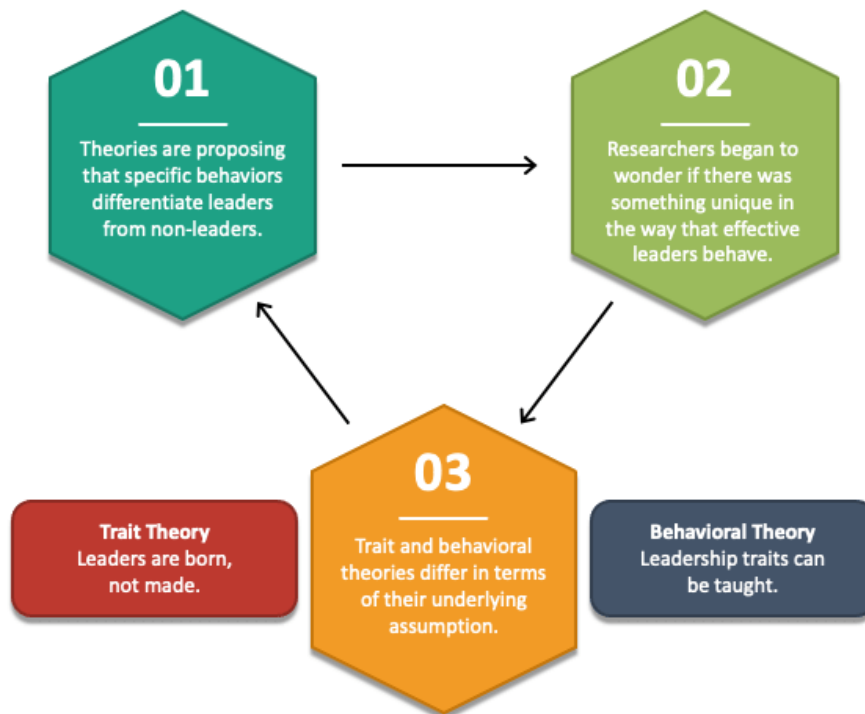 01
Theories are proposing
that specific behaviors
differentiate leaders
from non-leaders.
02
Researchers began to
wonder if there was
something unique in
the way that effective
leaders behave.
03
Trait and behavioral
theories differ in terms
of their underlying
assumption.
Trait Theory
Leaders are born,
not made.
Behavioral Theory
Leadership traits can
be taught.